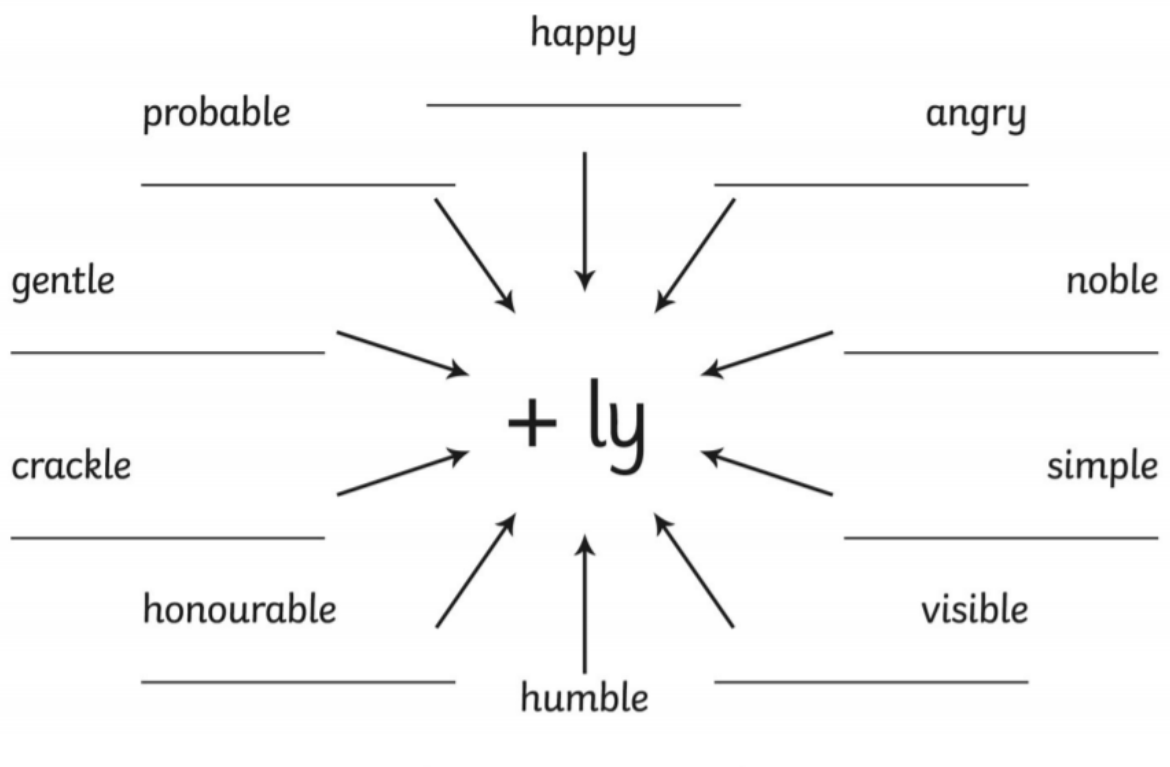 happy
probable
angry
gentle
noble
+ ly
crackle
simple
honourable
visible
humble